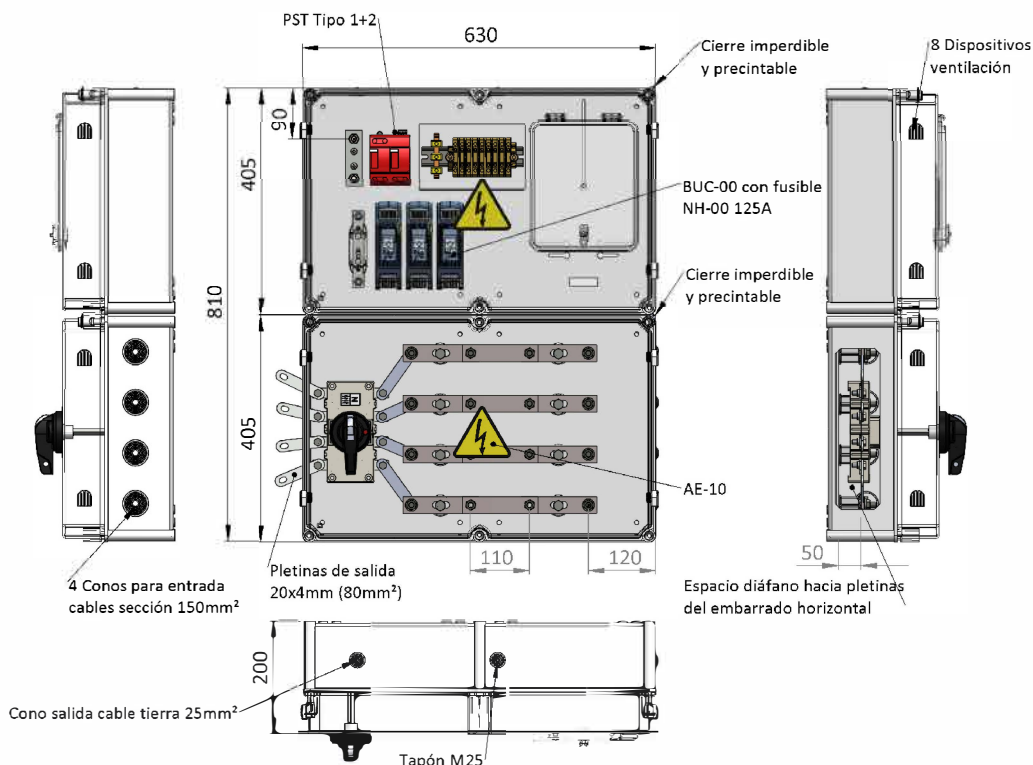 PST Tipo 1+2
630
Cierre imperdible
y precintable
8 Dispositivos
ventilación
90
405
810
BUC-00 con fusible
NH-00 125A
Cierre imperdible
y precintable
405
N
AE-10
110
120
50
4 Conos para entrada
cables sección 150mm²
Pletinas de salida
20x4mm (80mm²)
Espacio diáfano hacia pletinas
del embarrado horizontal
200
Cono salida cable tierra 25mm²
Tapón M25